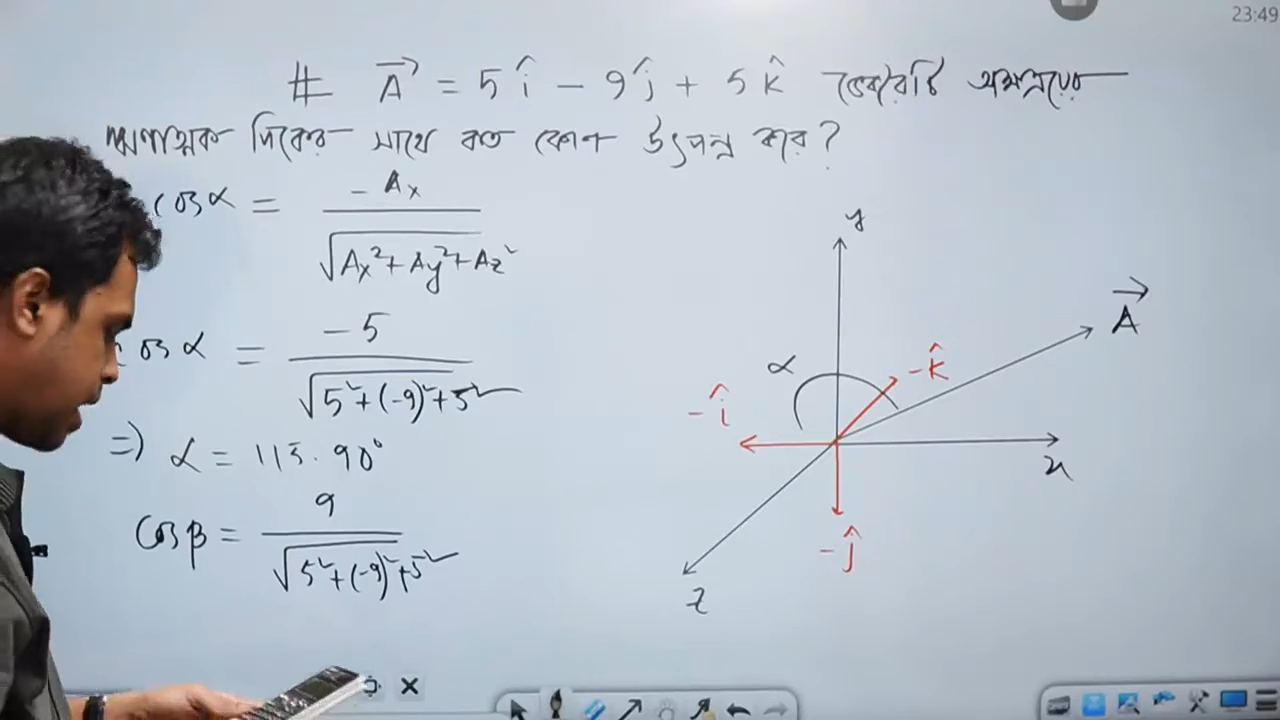 23:49
# A⃗ = 5î − 9ĵ + 5k̂ ভেক্টরটি অক্ষত্রয়ের
ঋণাত্মক দিকের সাথে কত কোণ উৎপন্ন করে?
cosα = −Ax / √(Ax² + Ay² + Az²)
cosα = −5 / √(5² + (−9)² + 5²)
⇒) α = 115.90°
cosβ = 9 / √(5² + (−9)² + 5²)
y
A⃗
α
−k̂
−î
x
−ĵ
z